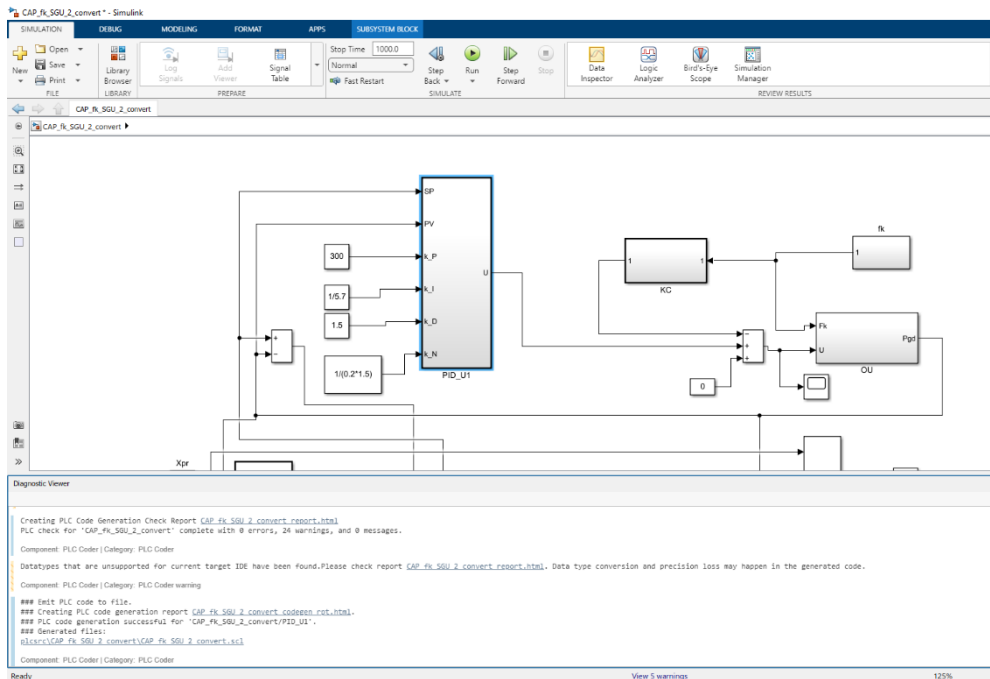 CAP_fk_SGU_2_convert * - Simulink
SIMULATION DEBUG MODELING FORMAT APPS SUBSYSTEM BLOCK
New
Open
Save
Print
FILE
Library Browser
LIBRARY
Log Signals
Add Viewer
Signal Table
PREPARE
Stop Time 1000.0
Normal
Fast Restart
Step Back
Run
Step Forward
Stop
SIMULATE
Data Inspector
Logic Analyzer
Bird's-Eye Scope
Simulation Manager
REVIEW RESULTS
CAP_fk_SGU_2_convert
CAP_fk_SGU_2_convert
SP
PV
300
k_P
U
1/5.7
k_I
1.5
k_D
1/(0.2*1.5)
k_N
PID_U1
+
−
1
1
KC
fk
1
−
+
+
0
Fk
U
Pgd
OU
Xpr
Diagnostic Viewer
Creating PLC Code Generation Check Report CAP_fk_SGU_2_convert_report.html
PLC check for 'CAP_fk_SGU_2_convert' complete with 0 errors, 24 warnings, and 0 messages.
Component: PLC Coder | Category: PLC Coder
Datatypes that are unsupported for current target IDE have been found.Please check report CAP_fk_SGU_2_convert_report.html. Data type conversion and precision loss may happen in the generated code.
Component: PLC Coder | Category: PLC Coder warning
### Emit PLC code to file.
### Creating PLC code generation report CAP_fk_SGU_2_convert_codegen_rpt.html.
### PLC code generation successful for 'CAP_fk_SGU_2_convert/PID_U1'.
### Generated files:
plcsrc\CAP_fk_SGU_2_convert\CAP_fk_SGU_2_convert.scl
Component: PLC Coder | Category: PLC Coder
Ready
View 5 warnings
125%